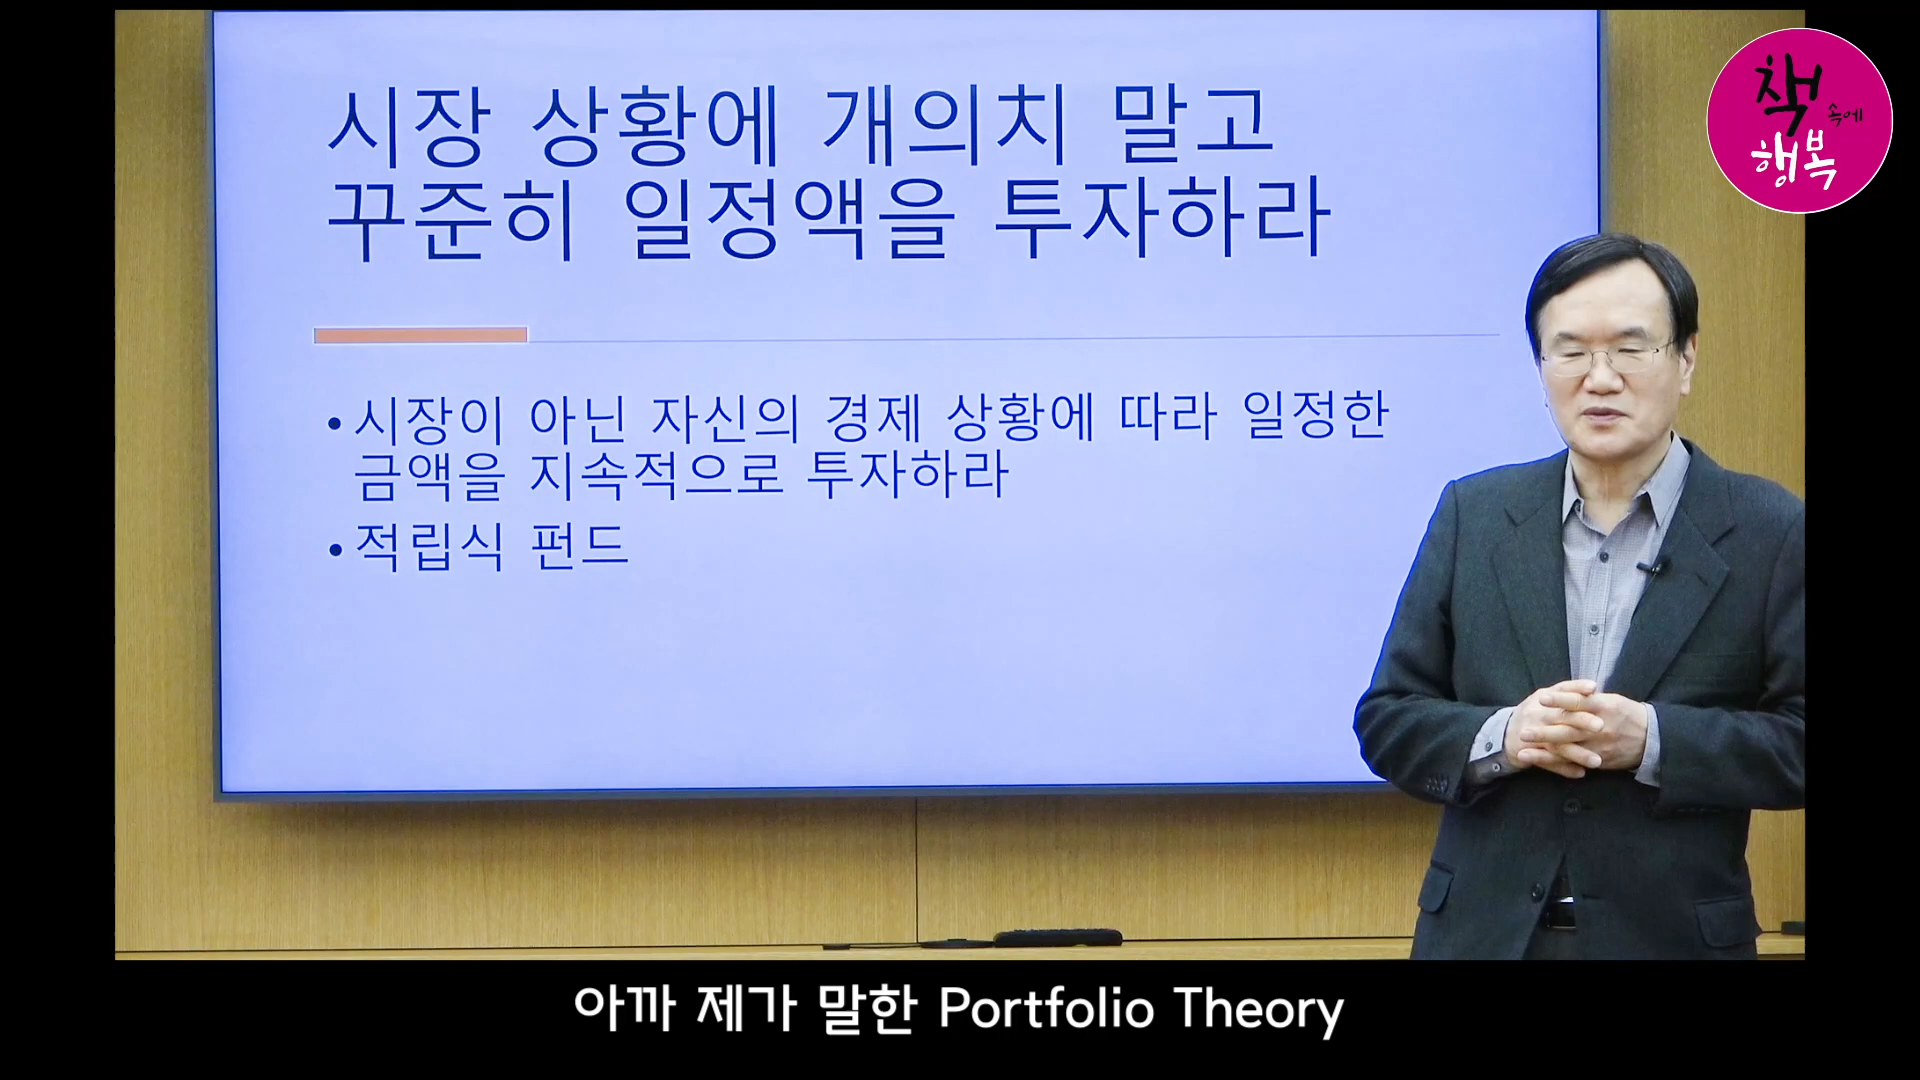 시장 상황에 개의치 말고
꾸준히 일정액을 투자하라
• 시장이 아닌 자신의 경제 상황에 따라 일정한
금액을 지속적으로 투자하라
• 적립식 펀드
책
속에
행복
아까 제가 말한 Portfolio Theory